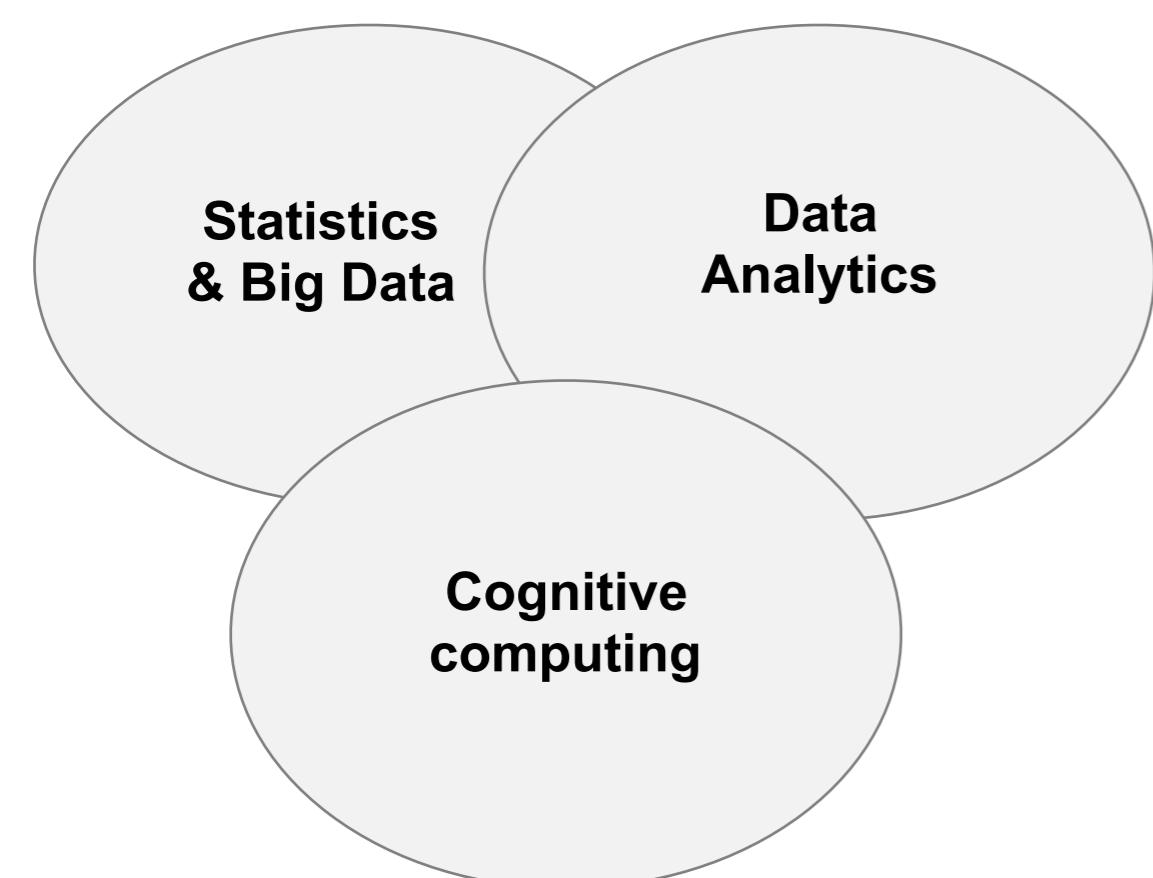 Statistics
& Big Data
Data
Analytics
Cognitive
computing